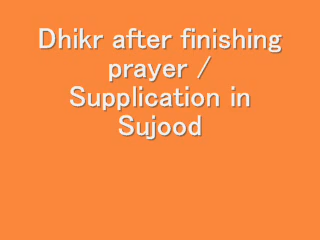 Dhikr after finishing
prayer /
Supplication in
Sujood